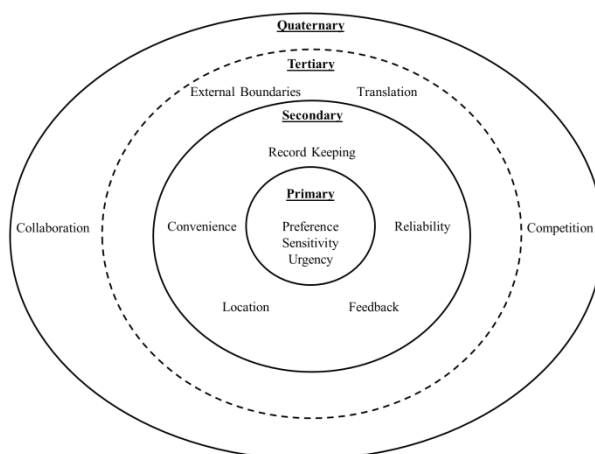 Quaternary
Tertiary
External Boundaries
Translation
Secondary
Record Keeping
Primary
Collaboration
Convenience
Preference
Sensitivity
Urgency
Reliability
Competition
Location
Feedback